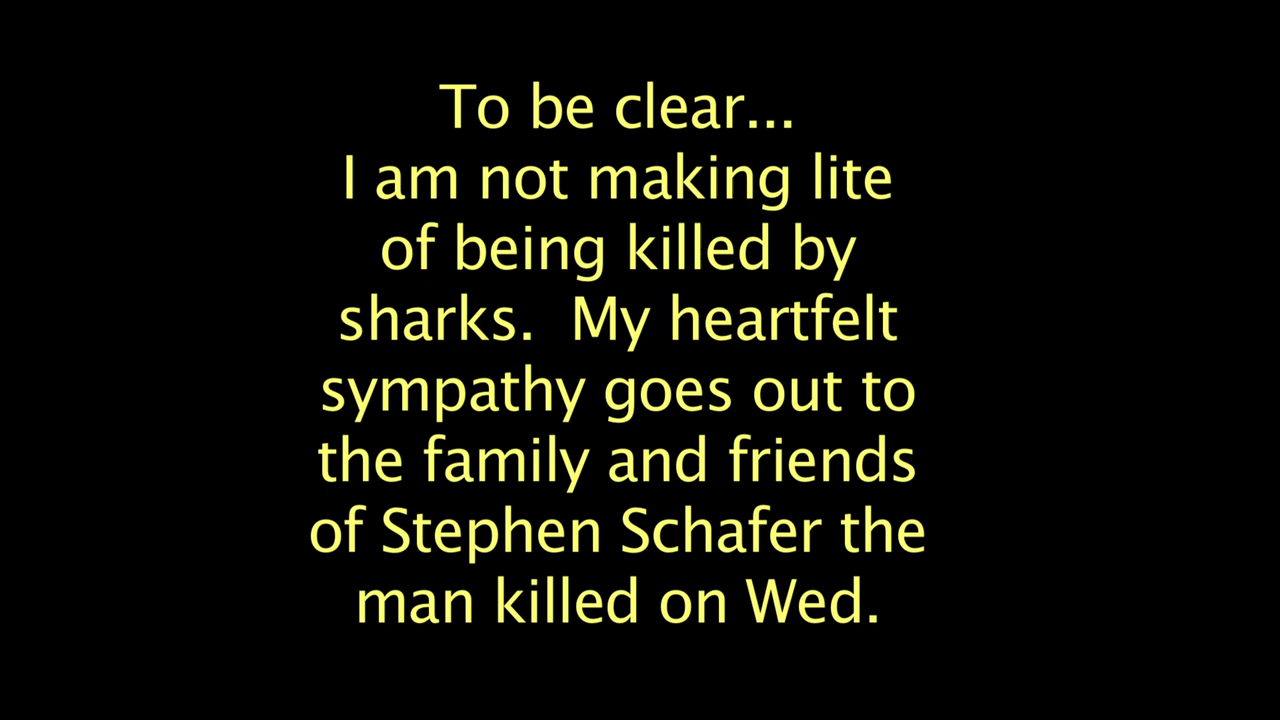 To be clear...
I am not making lite
of being killed by
sharks.  My heartfelt
sympathy goes out to
the family and friends
of Stephen Schafer the
man killed on Wed.